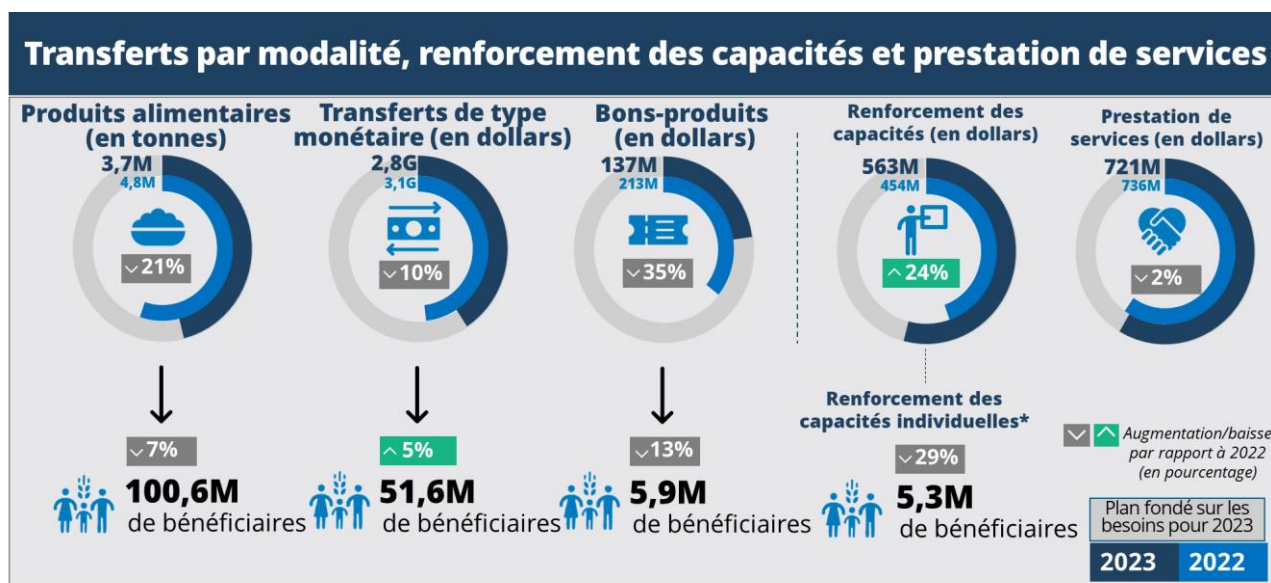 Transferts par modalité, renforcement des capacités et prestation de services
Produits alimentaires
(en tonnes)
3,7M
4,8M
21%
7%
100,6M
de bénéficiaires
Transferts de type
monétaire (en dollars)
2,8G
3,1G
10%
5%
51,6M
de bénéficiaires
Bons-produits
(en dollars)
137M
213M
35%
13%
5,9M
de bénéficiaires
Renforcement des
capacités (en dollars)
563M
454M
24%
Renforcement des
capacités individuelles*
29%
5,3M
de bénéficiaires
Prestation de
services (en dollars)
721M
736M
2%
Augmentation/baisse
par rapport à 2022
(en pourcentage)
Plan fondé sur les
besoins pour 2023
2023 2022